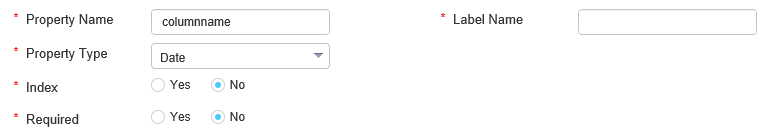 * Property Name columnname * Label Name
* Property Type Date
* Index Yes No
* Required Yes No